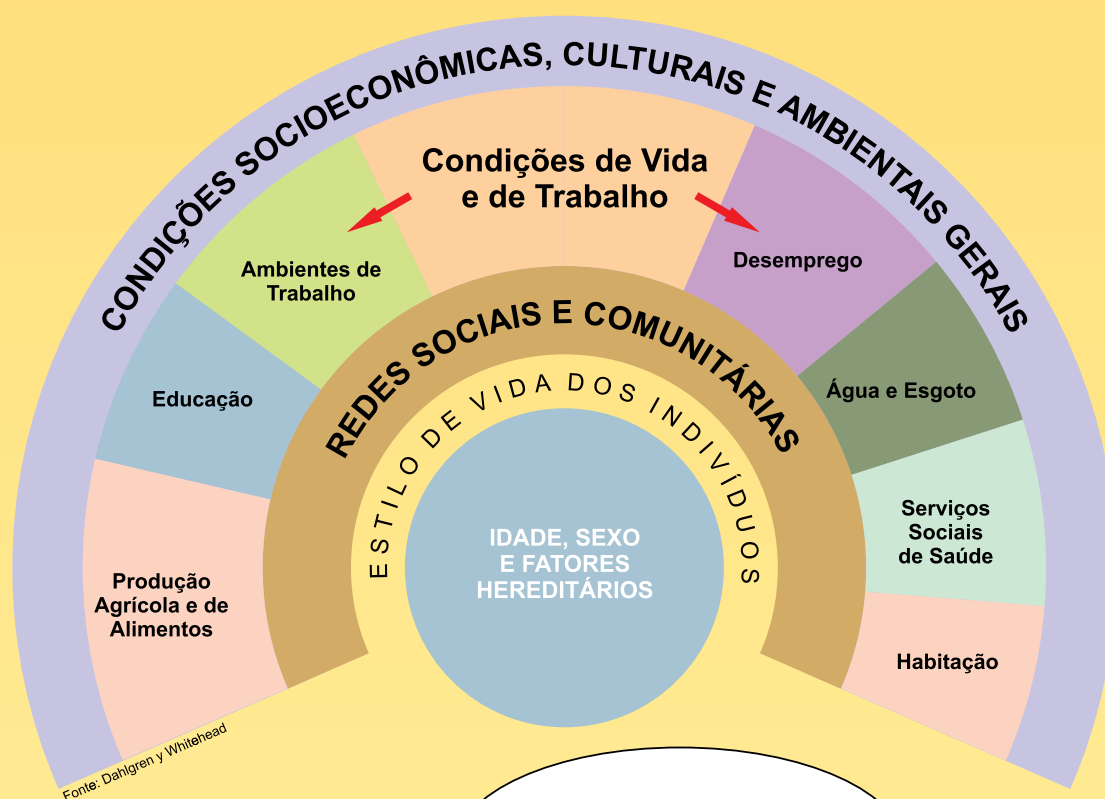 CONDIÇÕES SOCIOECONÔMICAS, CULTURAIS E AMBIENTAIS GERAIS
Condições de Vida
e de Trabalho
Ambientes de
Trabalho
Desemprego
Educação
Água e Esgoto
Produção
Agrícola e de
Alimentos
Serviços
Sociais
de Saúde
Habitação
REDES SOCIAIS E COMUNITÁRIAS
ESTILO DE VIDA DOS INDIVÍDUOS
IDADE, SEXO
E FATORES
HEREDITÁRIOS
Fonte: Dahlgren y Whitehead